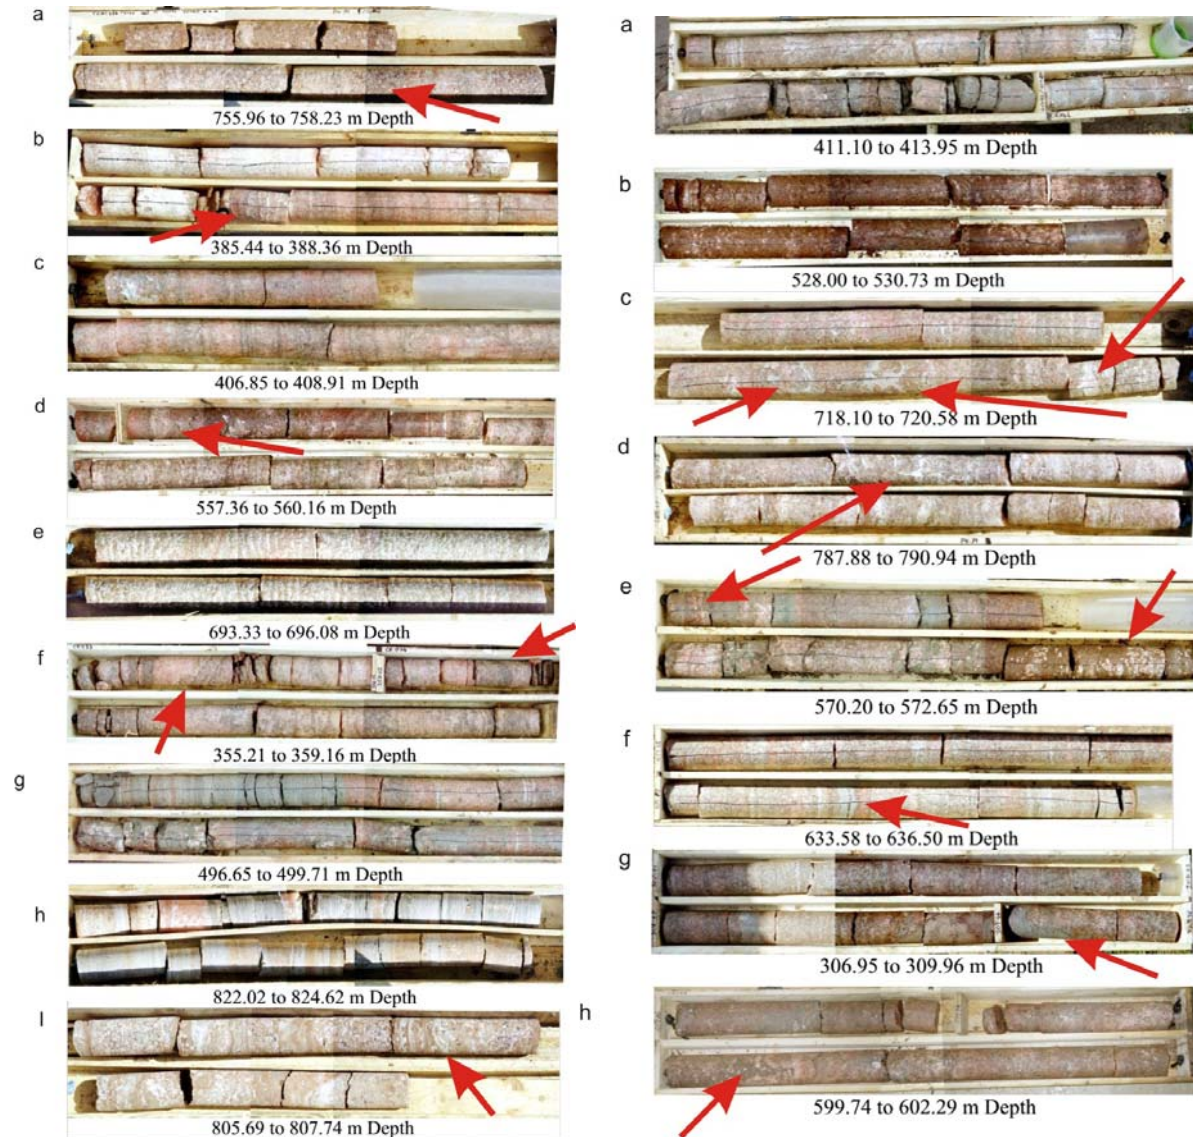 a
755.96 to 758.23 m Depth
b
385.44 to 388.36 m Depth
c
406.85 to 408.91 m Depth
d
557.36 to 560.16 m Depth
e
693.33 to 696.08 m Depth
f
355.21 to 359.16 m Depth
g
496.65 to 499.71 m Depth
h
822.02 to 824.62 m Depth
I
805.69 to 807.74 m Depth
a
411.10 to 413.95 m Depth
b
528.00 to 530.73 m Depth
c
718.10 to 720.58 m Depth
d
787.88 to 790.94 m Depth
e
570.20 to 572.65 m Depth
f
633.58 to 636.50 m Depth
g
306.95 to 309.96 m Depth
h
599.74 to 602.29 m Depth